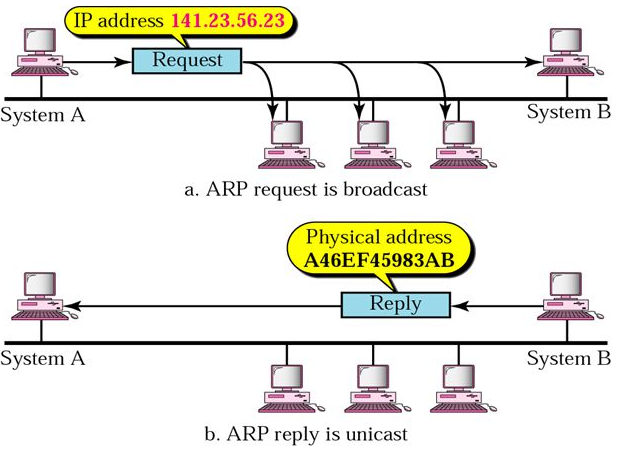 IP address 141.23.56.23
Request
System A
System B
a. ARP request is broadcast
Physical address
A46EF45983AB
Reply
System A
System B
b. ARP reply is unicast